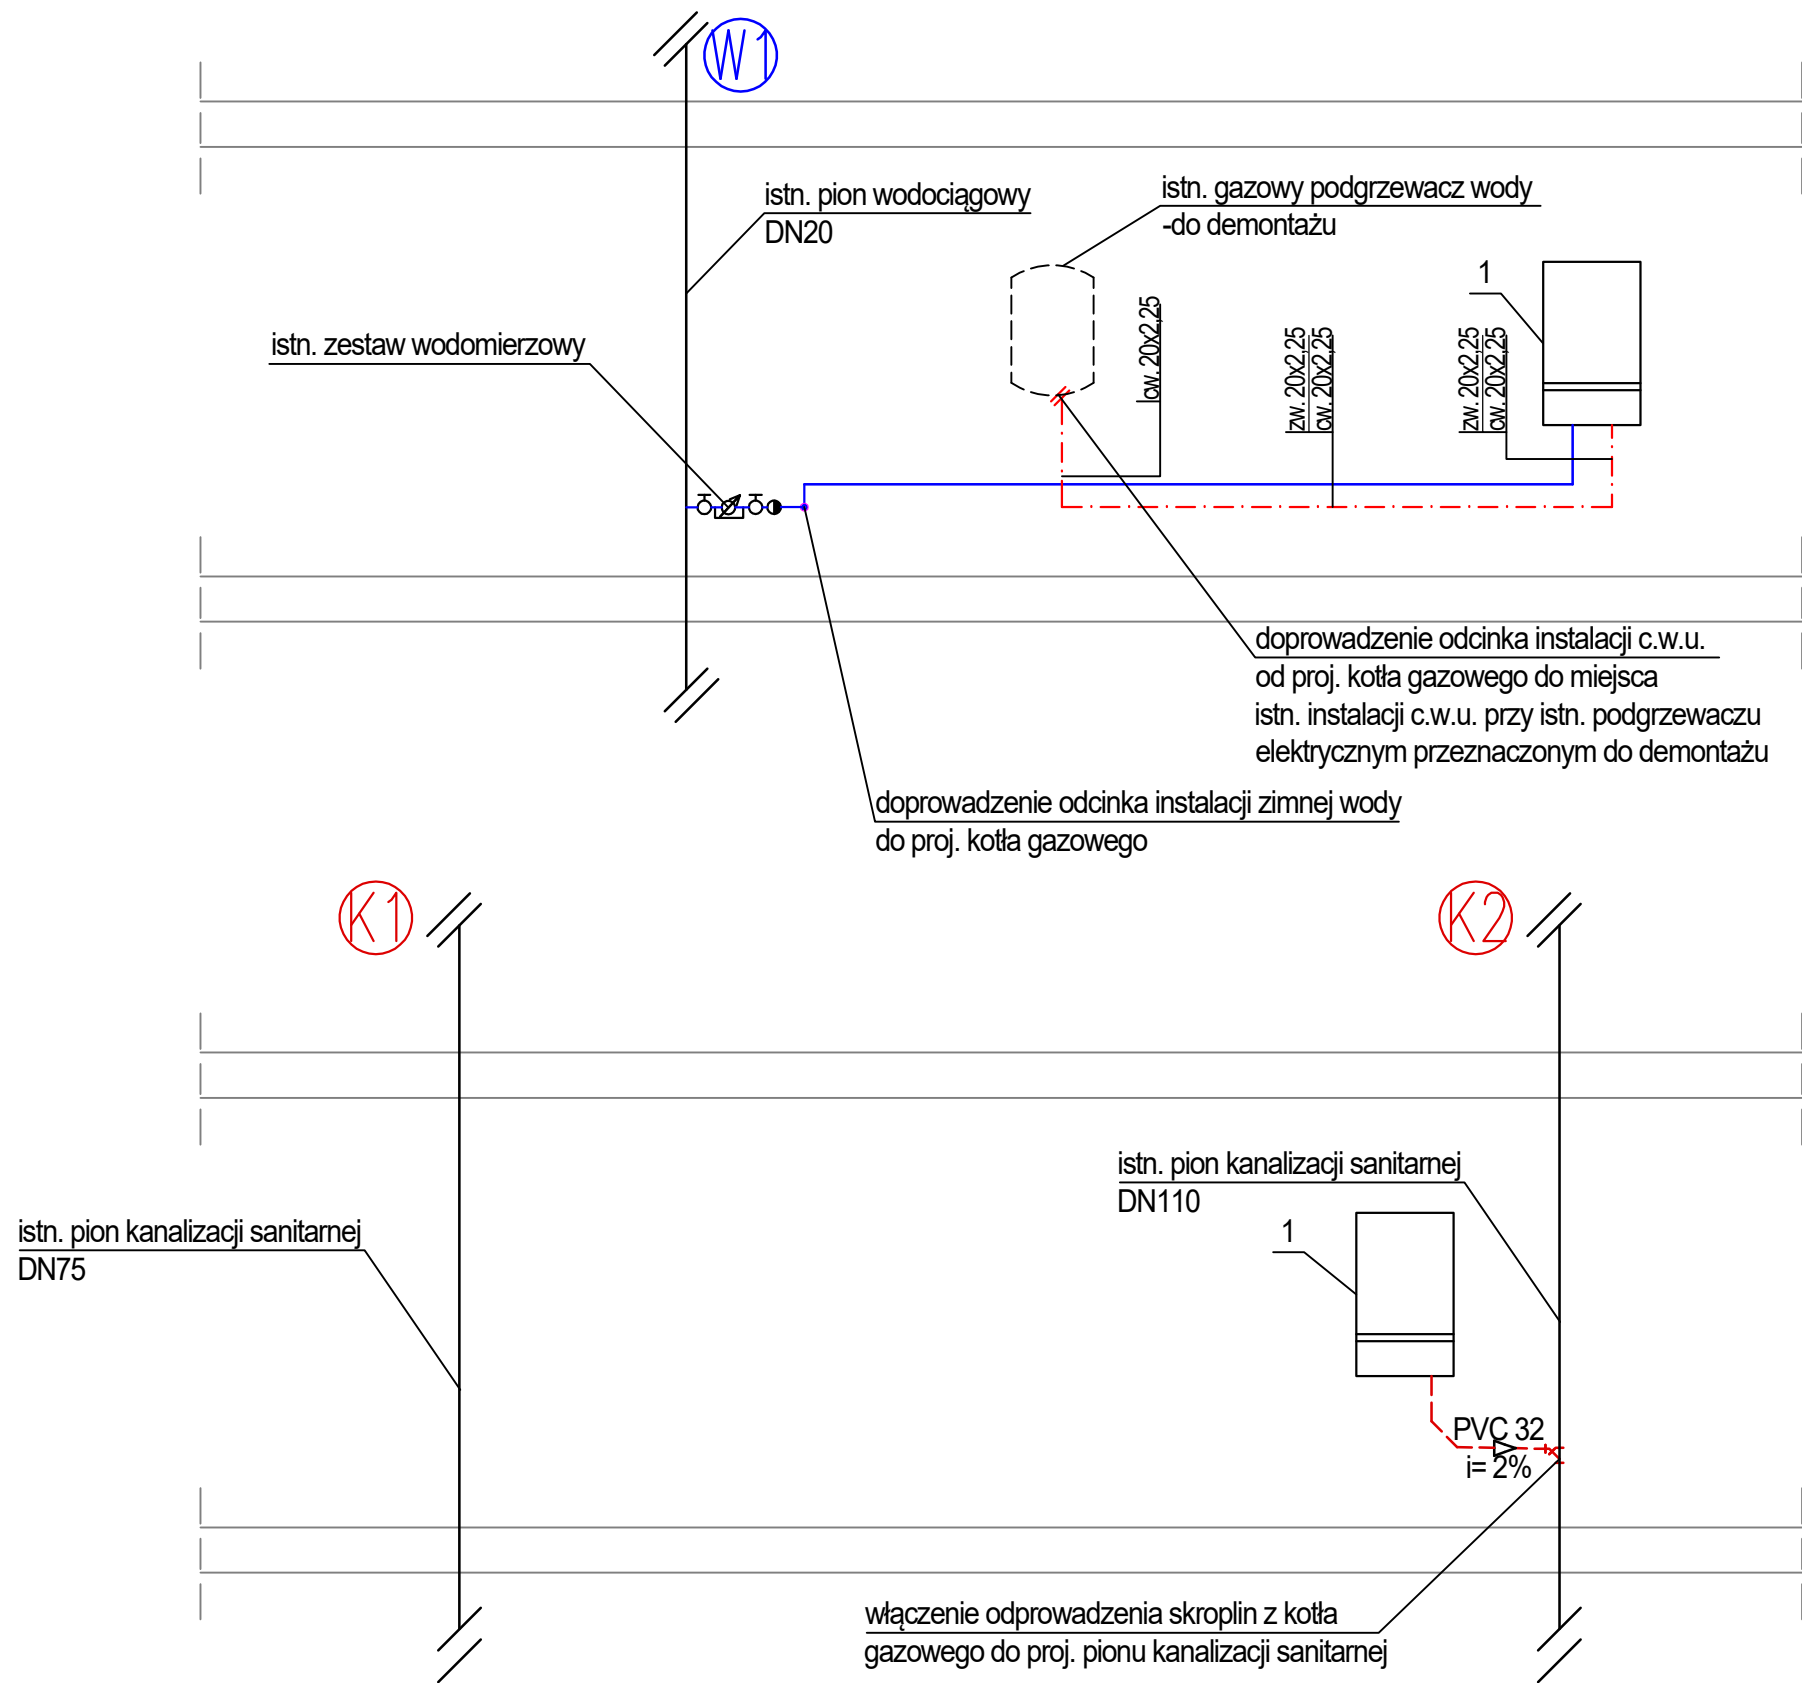 W1
istn. pion wodociągowy
DN20
istn. gazowy podgrzewacz wody
-do demontażu
1
istn. zestaw wodomierzowy
cw. 20x2,25
zw. 20x2,25
cw. 20x2,25
zw. 20x2,25
cw. 20x2,25
doprowadzenie odcinka instalacji c.w.u.
od proj. kotła gazowego do miejsca
istn. instalacji c.w.u. przy istn. podgrzewaczu
elektrycznym przeznaczonym do demontażu
doprowadzenie odcinka instalacji zimnej wody
do proj. kotła gazowego
K1
K2
istn. pion kanalizacji sanitarnej
DN110
istn. pion kanalizacji sanitarnej
DN75
1
PVC 32
i= 2%
włączenie odprowadzenia skroplin z kotła
gazowego do proj. pionu kanalizacji sanitarnej